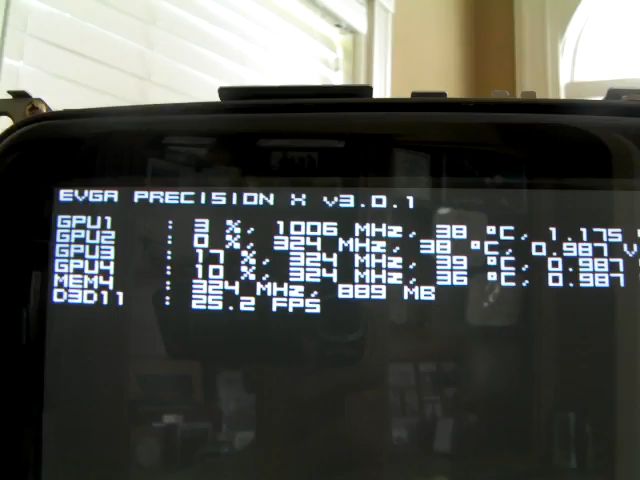 EVGA PRECISION X v3.0.1
GPU1 : 3 %, 1006 MHz, 38 °C, 1.175
GPU2 : 0 %, 324 MHz, 38 °C, 0.987 V
GPU3 : 17 %, 324 MHz, 39 °C, 0.987
GPU4 : 10 %, 324 MHz, 36 °C, 0.987
MEM4 : 324 MHz, 889 MB
D3D11 : 25.2 FPS